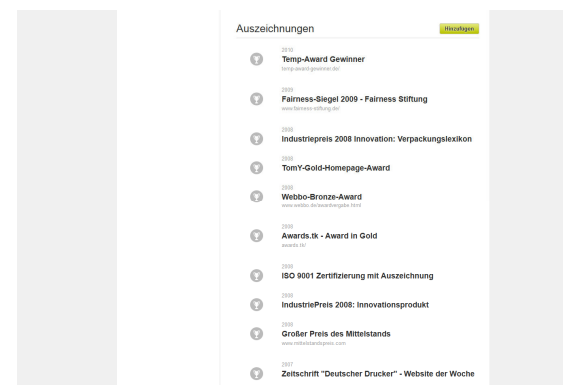 Auszeichnungen
Hinzufügen
2010
Temp-Award Gewinner
temp-award-gewinner.de/
2009
Fairness-Siegel 2009 - Fairness Stiftung
www.fairness-stiftung.de/
2008
Industriepreis 2008 Innovation: Verpackungslexikon
2008
TomY-Gold-Homepage-Award
2008
Webbo-Bronze-Award
www.webbo.de/awardvergabe.html
2008
Awards.tk - Award in Gold
awards.tk/
2008
ISO 9001 Zertifizierung mit Auszeichnung
2008
IndustriePreis 2008: Innovationsprodukt
2008
Großer Preis des Mittelstands
www.mittelstandspreis.com
2007
Zeitschrift "Deutscher Drucker" - Website der Woche